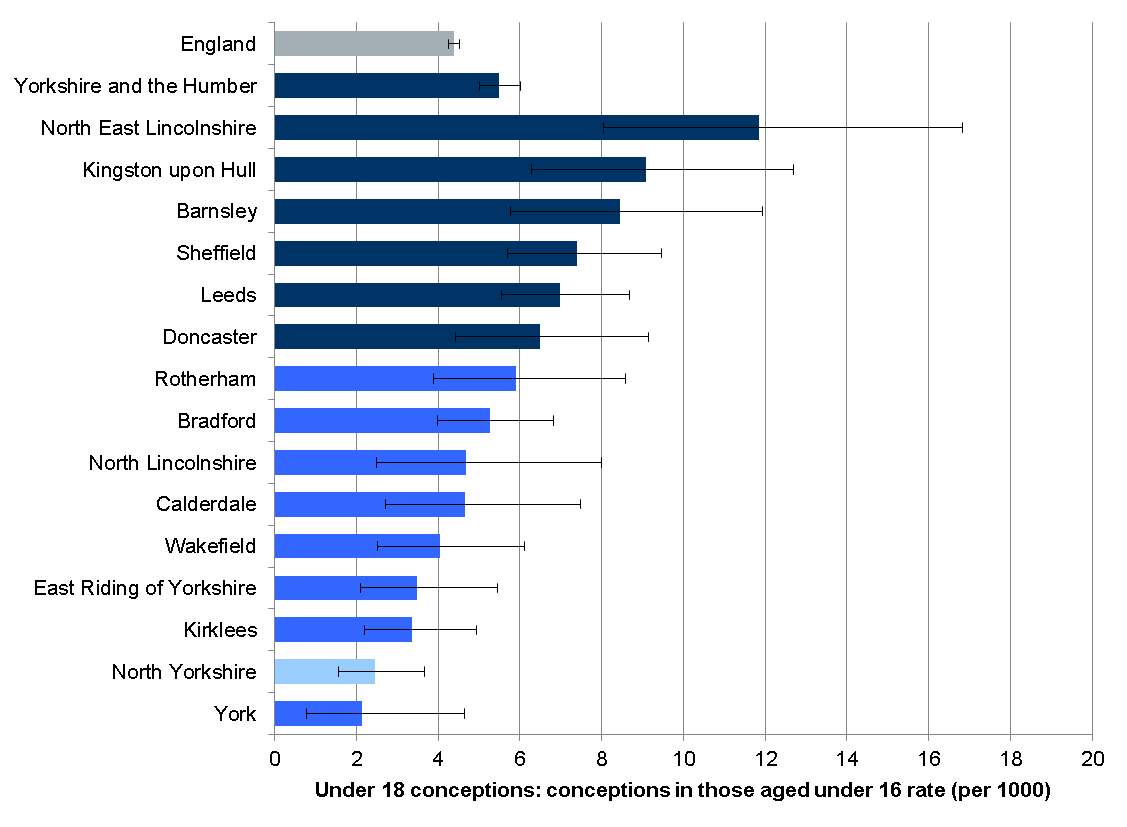 England
Yorkshire and the Humber
North East Lincolnshire
Kingston upon Hull
Barnsley
Sheffield
Leeds
Doncaster
Rotherham
Bradford
North Lincolnshire
Calderdale
Wakefield
East Riding of Yorkshire
Kirklees
North Yorkshire
York
0 2 4 6 8 10 12 14 16 18 20
Under 18 conceptions: conceptions in those aged under 16 rate (per 1000)